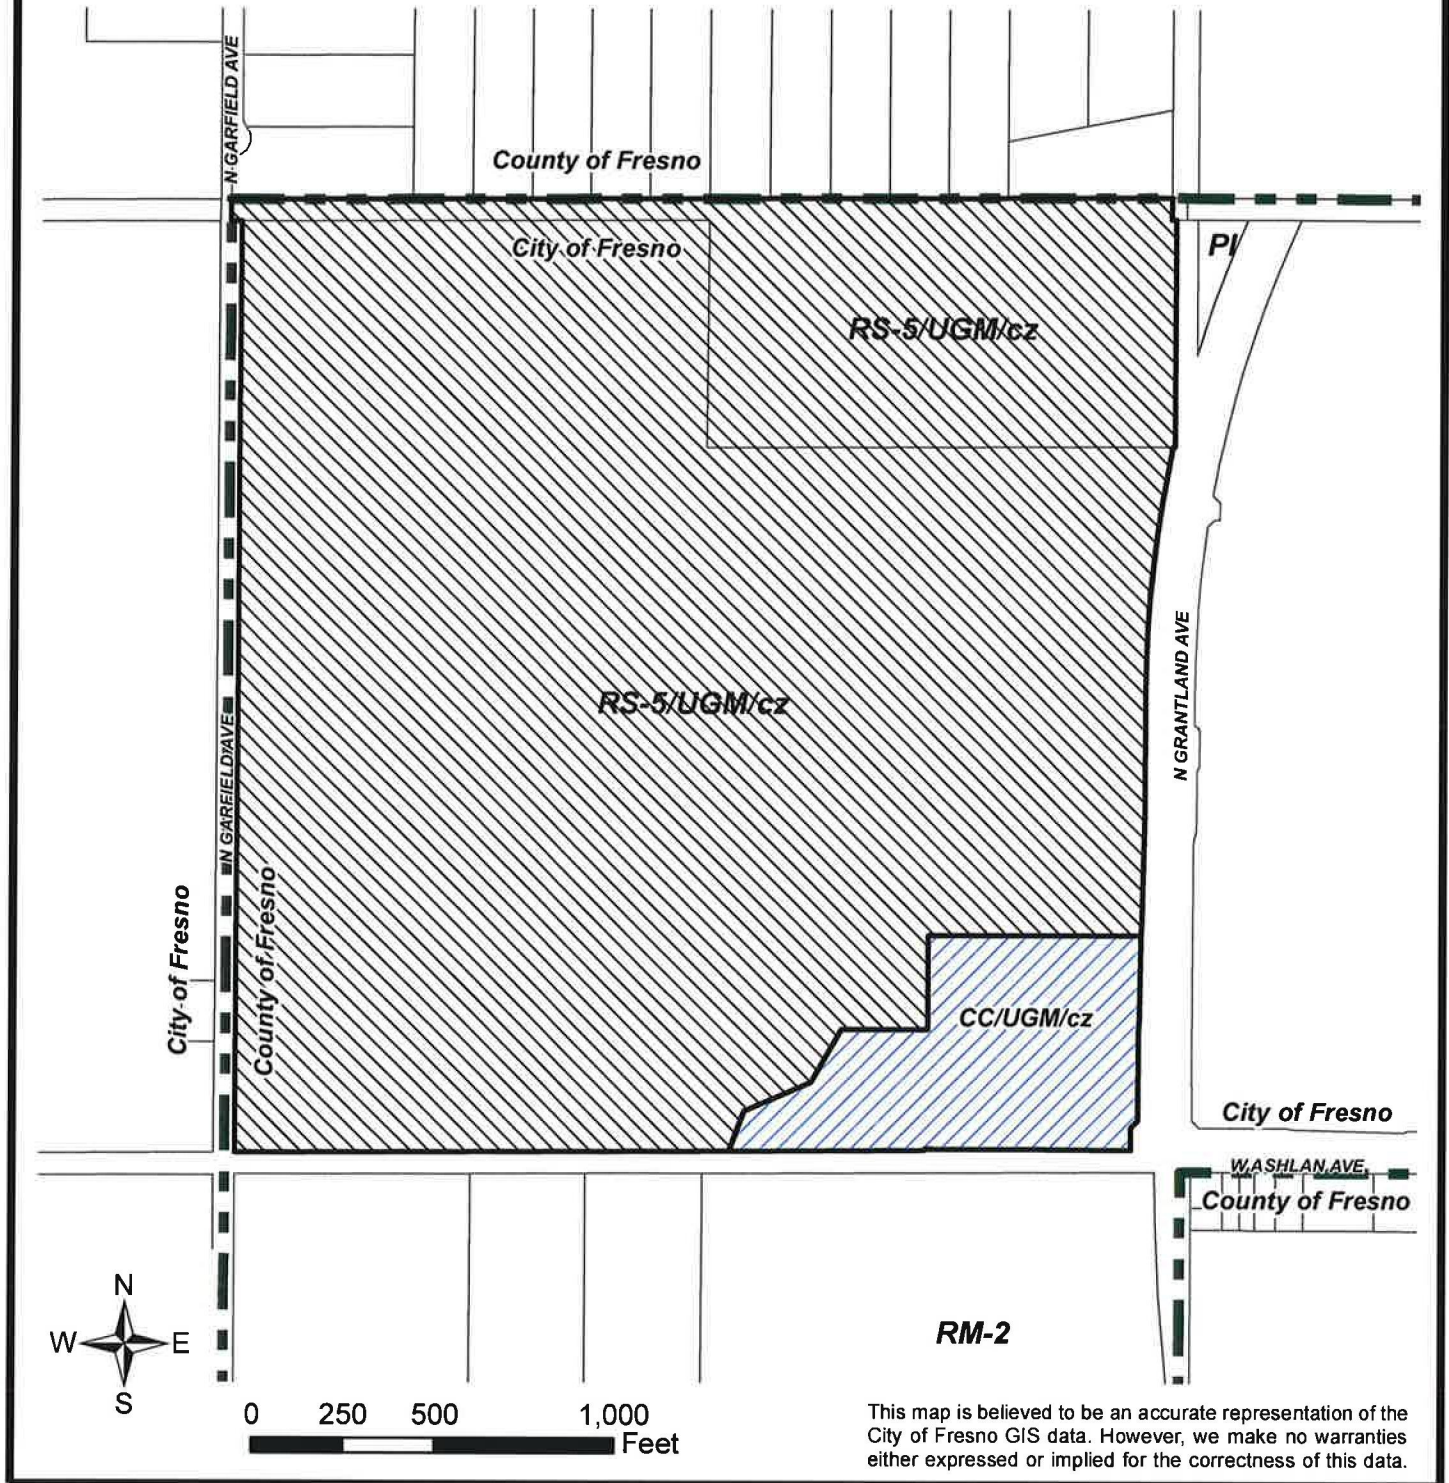 N GARFIELD AVE
County of Fresno
City of Fresno
PI
RS-5/UGM/cz
N GRANTLAND AVE
RS-5/UGM/cz
N GARFIELD AVE
City of Fresno
County of Fresno
CC/UGM/cz
City of Fresno
W ASHLAN AVE
County of Fresno
RM-2
N
W E
S
0 250 500 1,000
Feet
This map is believed to be an accurate representation of the
City of Fresno GIS data. However, we make no warranties
either expressed or implied for the correctness of this data.